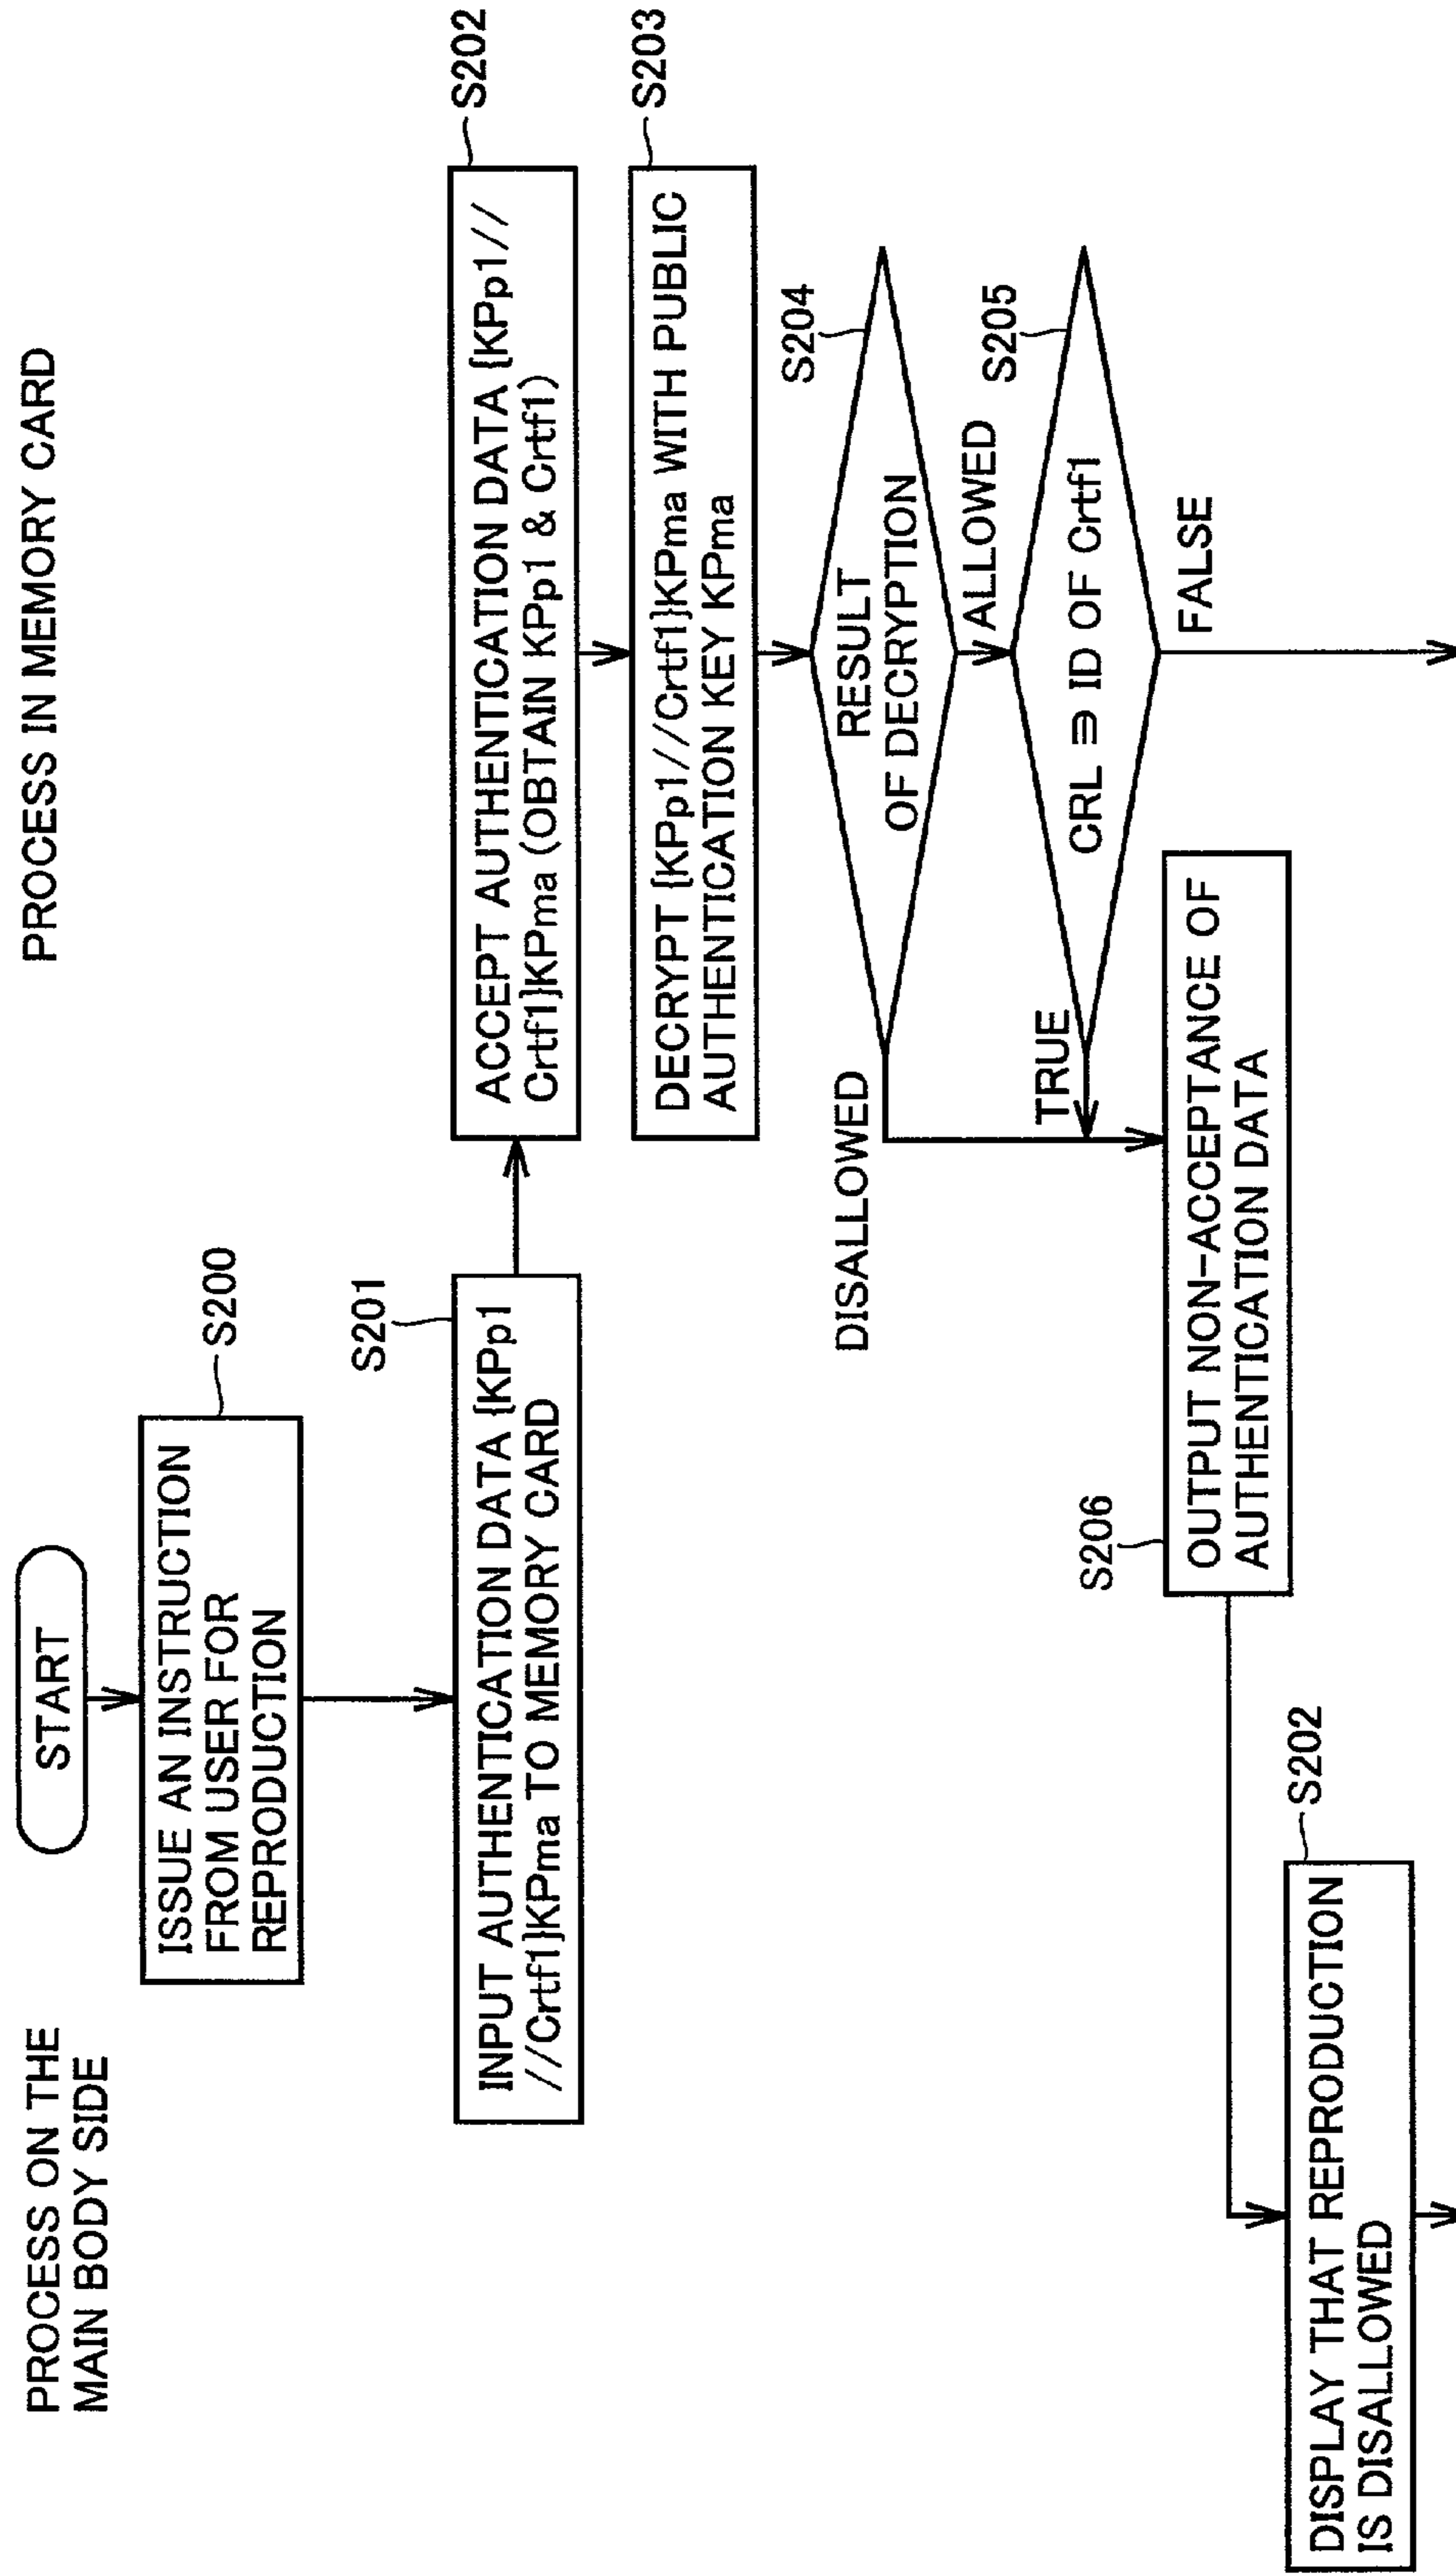 PROCESS ON THE
MAIN BODY SIDE
PROCESS IN MEMORY CARD
START
ISSUE AN INSTRUCTION
FROM USER FOR
REPRODUCTION
S200
S201
INPUT AUTHENTICATION DATA {KPp1
//Crtf1}KPma TO MEMORY CARD
S202
ACCEPT AUTHENTICATION DATA {KPp1//
Crtf1}KPma (OBTAIN KPp1 & Crtf1)
S203
DECRYPT {KPp1//Crtf1}KPma WITH PUBLIC
AUTHENTICATION KEY KPma
S204
RESULT
OF DECRYPTION
DISALLOWED
ALLOWED
S205
CRL ∋ ID OF Crtf1
TRUE
FALSE
S206
OUTPUT NON-ACCEPTANCE OF
AUTHENTICATION DATA
S202
DISPLAY THAT REPRODUCTION
IS DISALLOWED